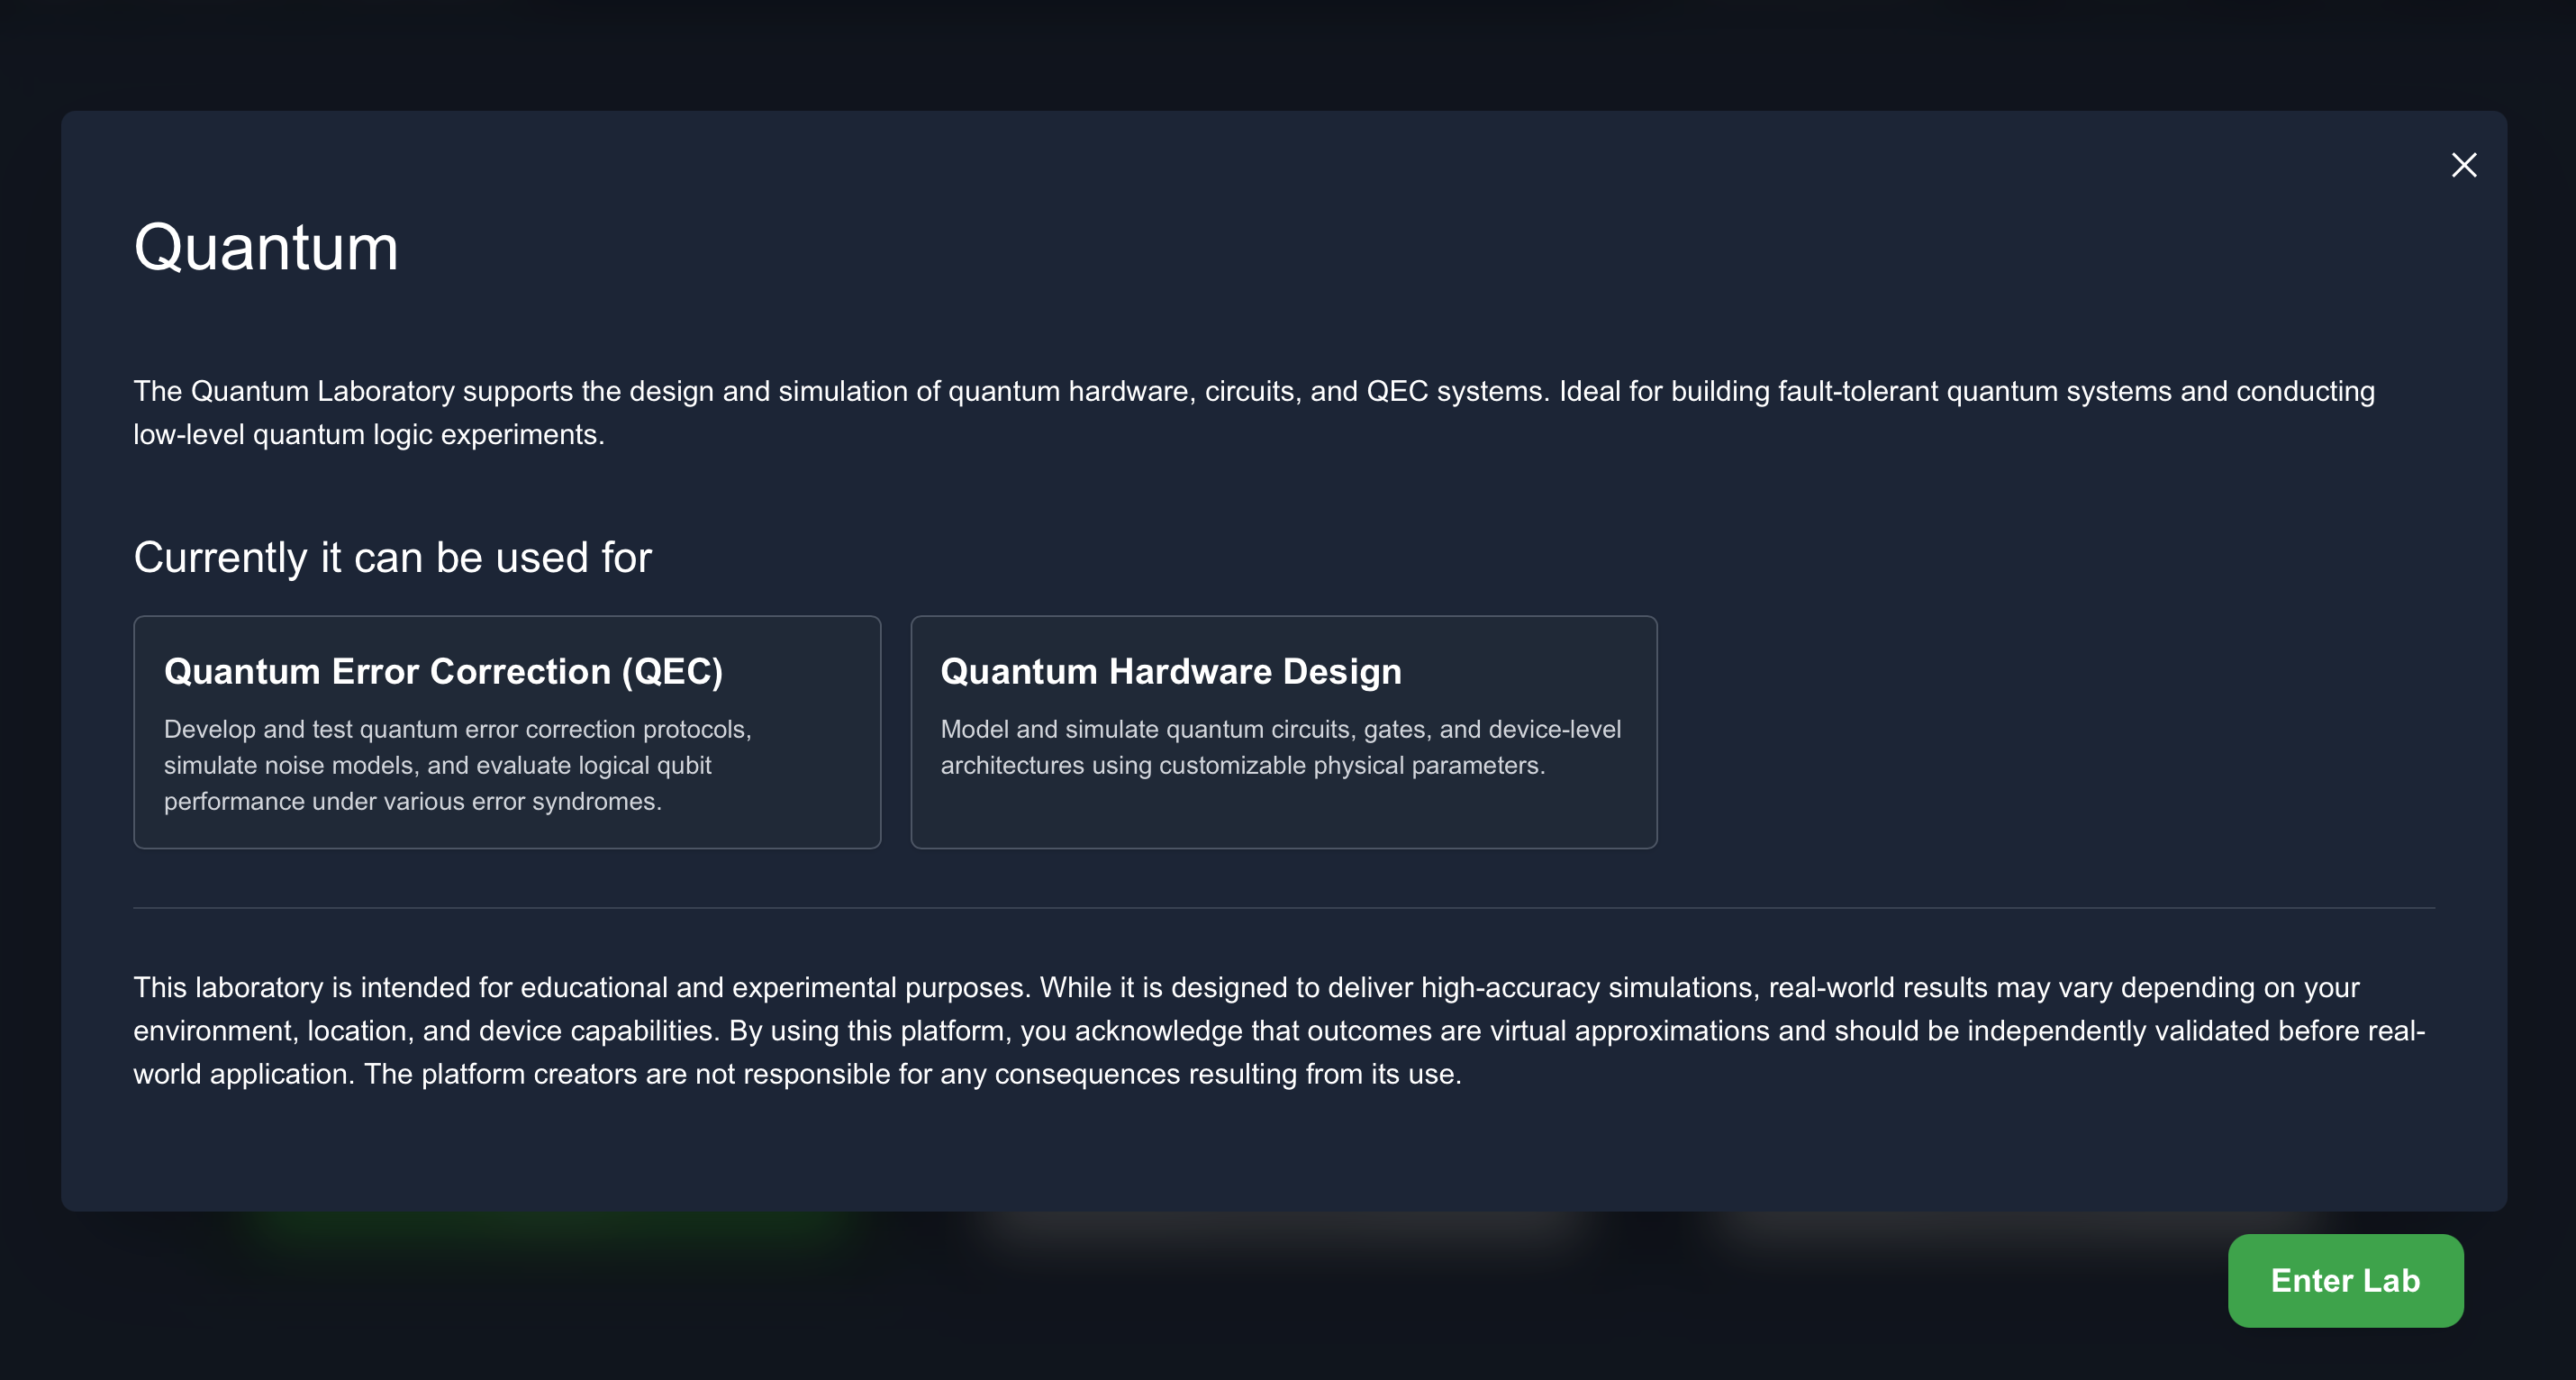 Quantum
The Quantum Laboratory supports the design and simulation of quantum hardware, circuits, and QEC systems. Ideal for building fault-tolerant quantum systems and conducting
low-level quantum logic experiments.
Currently it can be used for
Quantum Error Correction (QEC)
Develop and test quantum error correction protocols,
simulate noise models, and evaluate logical qubit
performance under various error syndromes.
Quantum Hardware Design
Model and simulate quantum circuits, gates, and device-level
architectures using customizable physical parameters.
This laboratory is intended for educational and experimental purposes. While it is designed to deliver high-accuracy simulations, real-world results may vary depending on your
environment, location, and device capabilities. By using this platform, you acknowledge that outcomes are virtual approximations and should be independently validated before real-
world application. The platform creators are not responsible for any consequences resulting from its use.
Enter Lab